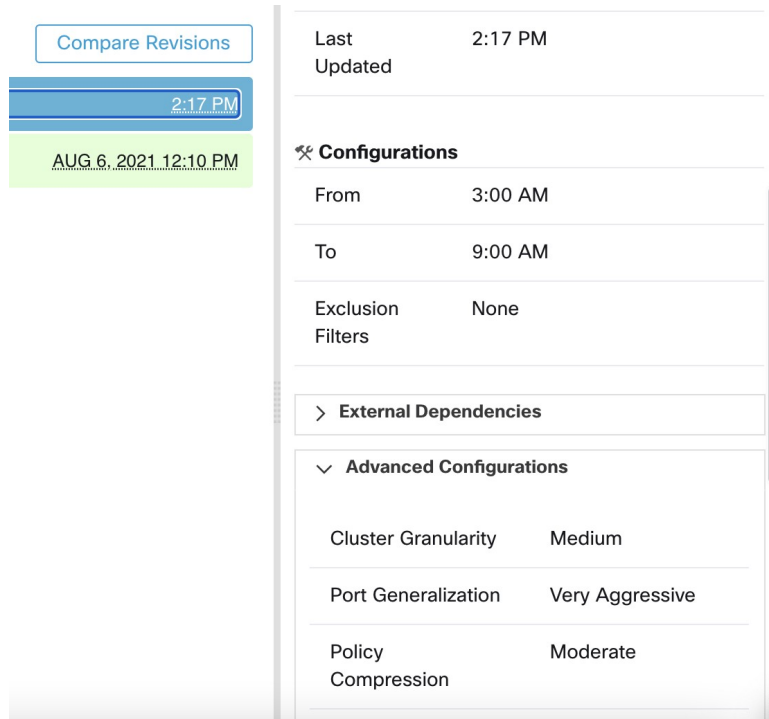 Compare Revisions
2:17 PM
AUG 6, 2021 12:10 PM
Last Updated
2:17 PM
Configurations
From 3:00 AM
To 9:00 AM
Exclusion Filters
None
External Dependencies
Advanced Configurations
Cluster Granularity Medium
Port Generalization Very Aggressive
Policy Compression
Moderate